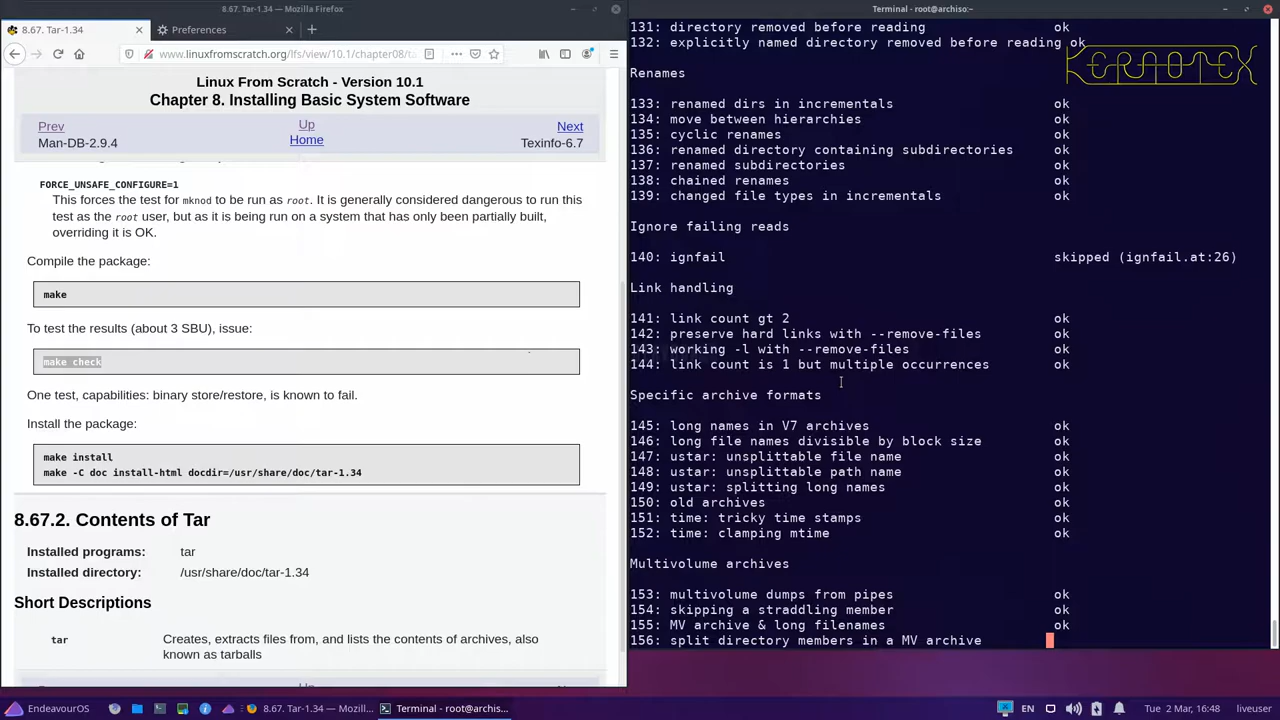 8.67. Tar-1.34 — Mozilla Firefox
8.67. Tar-1.34
Preferences
www.linuxfromscratch.org/lfs/view/10.1/chapter08/ta
Linux From Scratch - Version 10.1
Chapter 8. Installing Basic System Software
Prev
Up
Next
Man-DB-2.9.4
Home
Texinfo-6.7
FORCE_UNSAFE_CONFIGURE=1
This forces the test for mknod to be run as root. It is generally considered dangerous to run this
test as the root user, but as it is being run on a system that has only been partially built,
overriding it is OK.
Compile the package:
make
To test the results (about 3 SBU), issue:
make check
One test, capabilities: binary store/restore, is known to fail.
Install the package:
make install
make -C doc install-html docdir=/usr/share/doc/tar-1.34
8.67.2. Contents of Tar
Installed programs: tar
Installed directory: /usr/share/doc/tar-1.34
Short Descriptions
tar Creates, extracts files from, and lists the contents of archives, also
known as tarballs
Terminal - root@archiso:~
131: directory removed before reading ok
132: explicitly named directory removed before reading ok
KERNOTEX
Renames
133: renamed dirs in incrementals ok
134: move between hierarchies ok
135: cyclic renames ok
136: renamed directory containing subdirectories ok
137: renamed subdirectories ok
138: chained renames ok
139: changed file types in incrementals ok
Ignore failing reads
140: ignfail skipped (ignfail.at:26)
Link handling
141: link count gt 2 ok
142: preserve hard links with --remove-files ok
143: working -l with --remove-files ok
144: link count is 1 but multiple occurrences ok
Specific archive formats
145: long names in V7 archives ok
146: long file names divisible by block size ok
147: ustar: unsplittable file name ok
148: ustar: unsplittable path name ok
149: ustar: splitting long names ok
150: old archives ok
151: time: tricky time stamps ok
152: time: clamping mtime ok
Multivolume archives
153: multivolume dumps from pipes ok
154: skipping a straddling member ok
155: MV archive & long filenames ok
156: split directory members in a MV archive
EndeavourOS
8.67. Tar-1.34 — Mozilla...
Terminal - root@archis...
EN
Tue 2 Mar, 16:48
liveuser